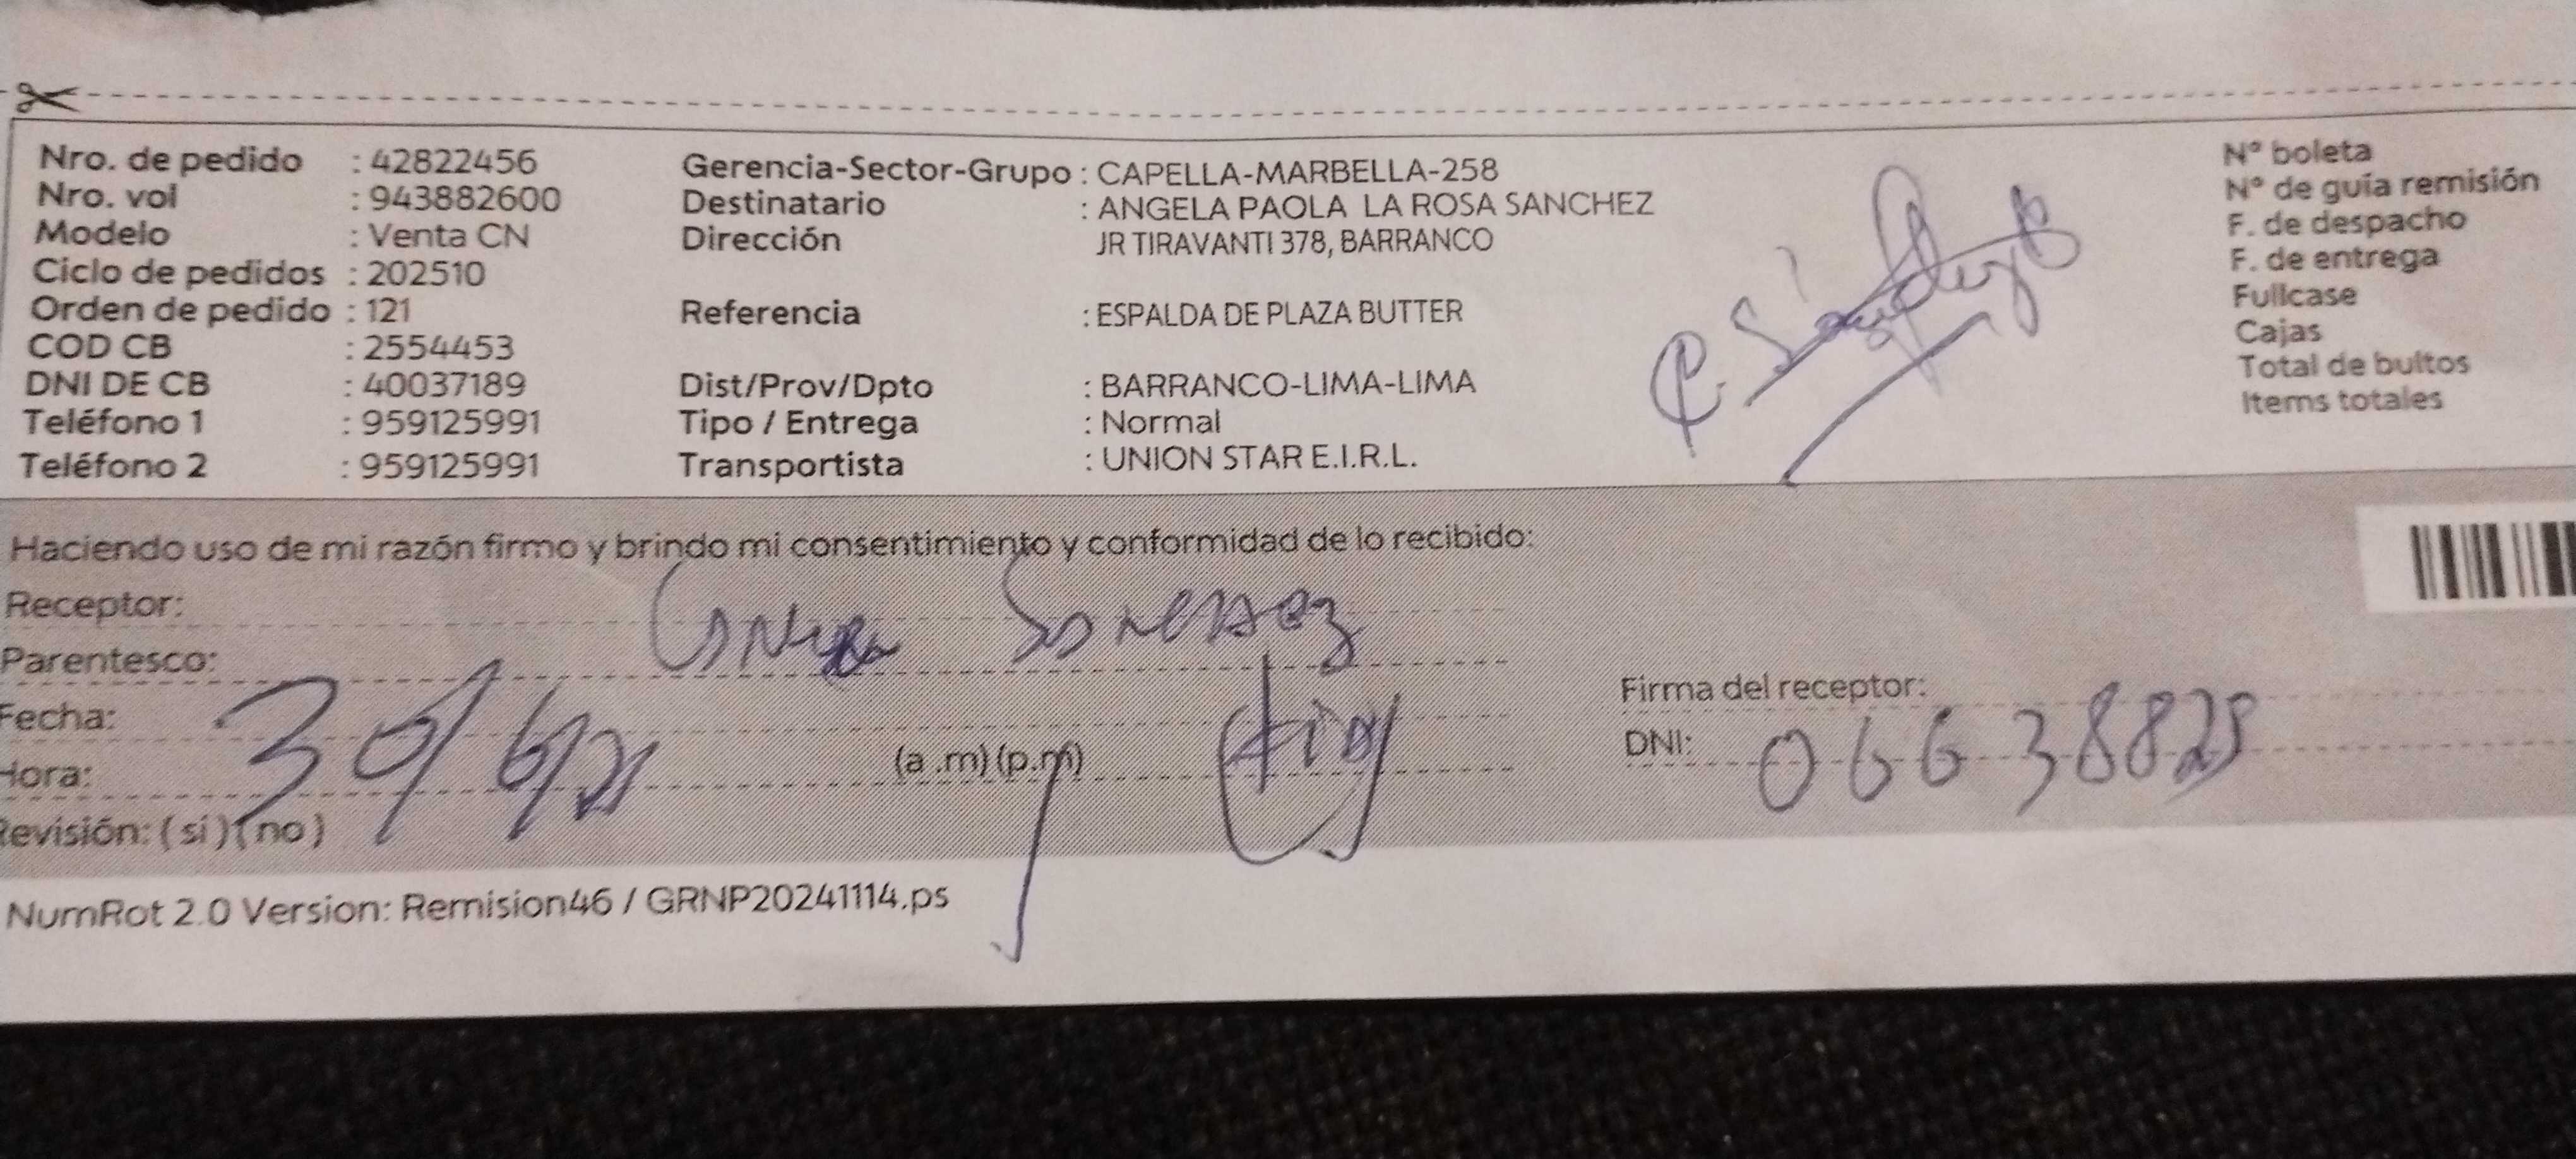 Nro. de pedido : 42822456
Nro. vol : 943882600
Modelo : Venta CN
Ciclo de pedidos : 202510
Orden de pedido : 121
COD CB : 2554453
DNI DE CB : 40037189
Teléfono 1 : 959125991
Teléfono 2 : 959125991
Gerencia-Sector-Grupo : CAPELLA-MARBELLA-258
Destinatario : ANGELA PAOLA LA ROSA SANCHEZ
Dirección JR TIRAVANTI 378, BARRANCO
Referencia : ESPALDA DE PLAZA BUTTER
Dist/Prov/Dpto : BARRANCO-LIMA-LIMA
Tipo / Entrega : Normal
Transportista : UNION STAR E.I.R.L.
N° boleta
N° de guía remisión
F. de despacho
F. de entrega
Fullcase
Cajas
Total de bultos
Items totales
Haciendo uso de mi razón firmo y brindo mi consentimiento y conformidad de lo recibido:
Receptor:
Parentesco:
Fecha: 30/6/
Hora: (a .m) (p.m)
Revisión: ( si ) ( no )
Firma del receptor:
DNI: 066388
NumRot 2.0 Version: Remision46 / GRNP20241114.ps